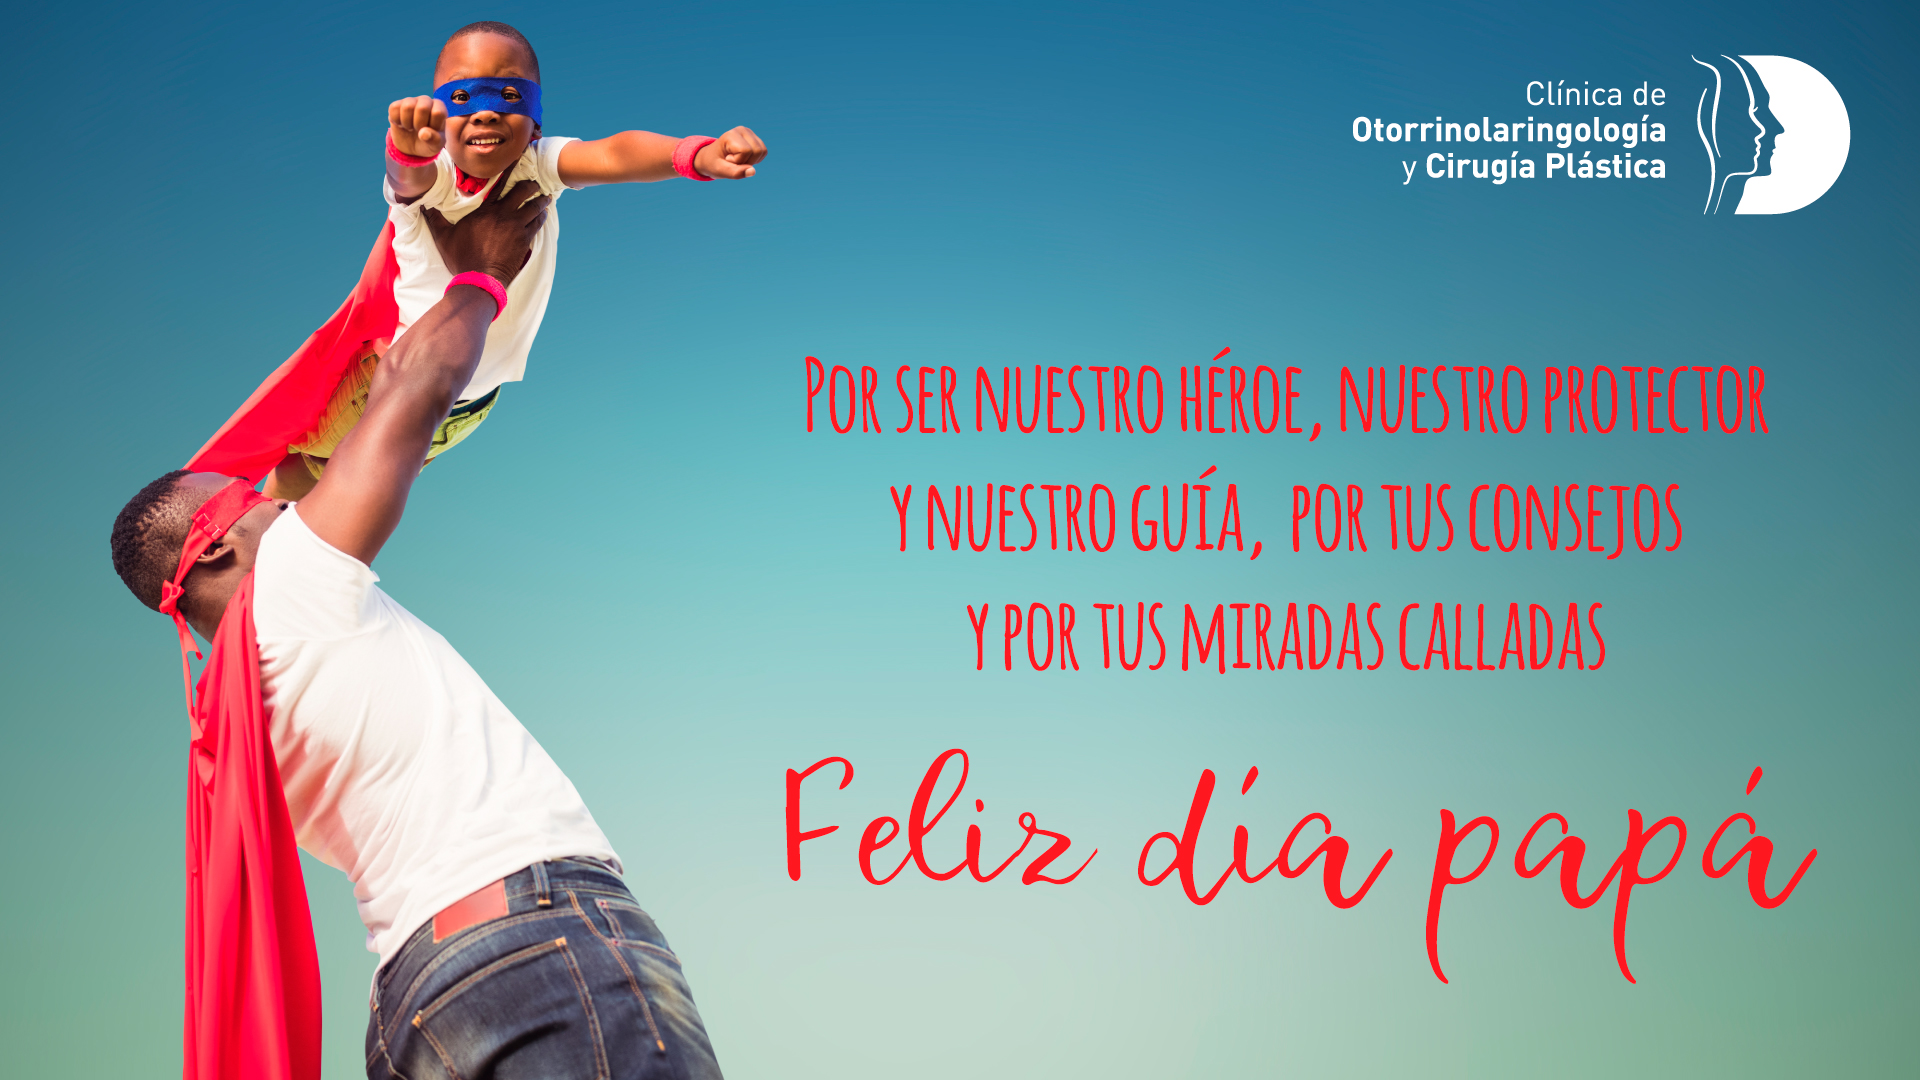 Clínica de
Otorrinolaringología
y Cirugía Plástica
POR SER NUESTRO HÉROE, NUESTRO PROTECTOR
Y NUESTRO GUÍA, POR TUS CONSEJOS
Y POR TUS MIRADAS CALLADAS
Feliz día papá